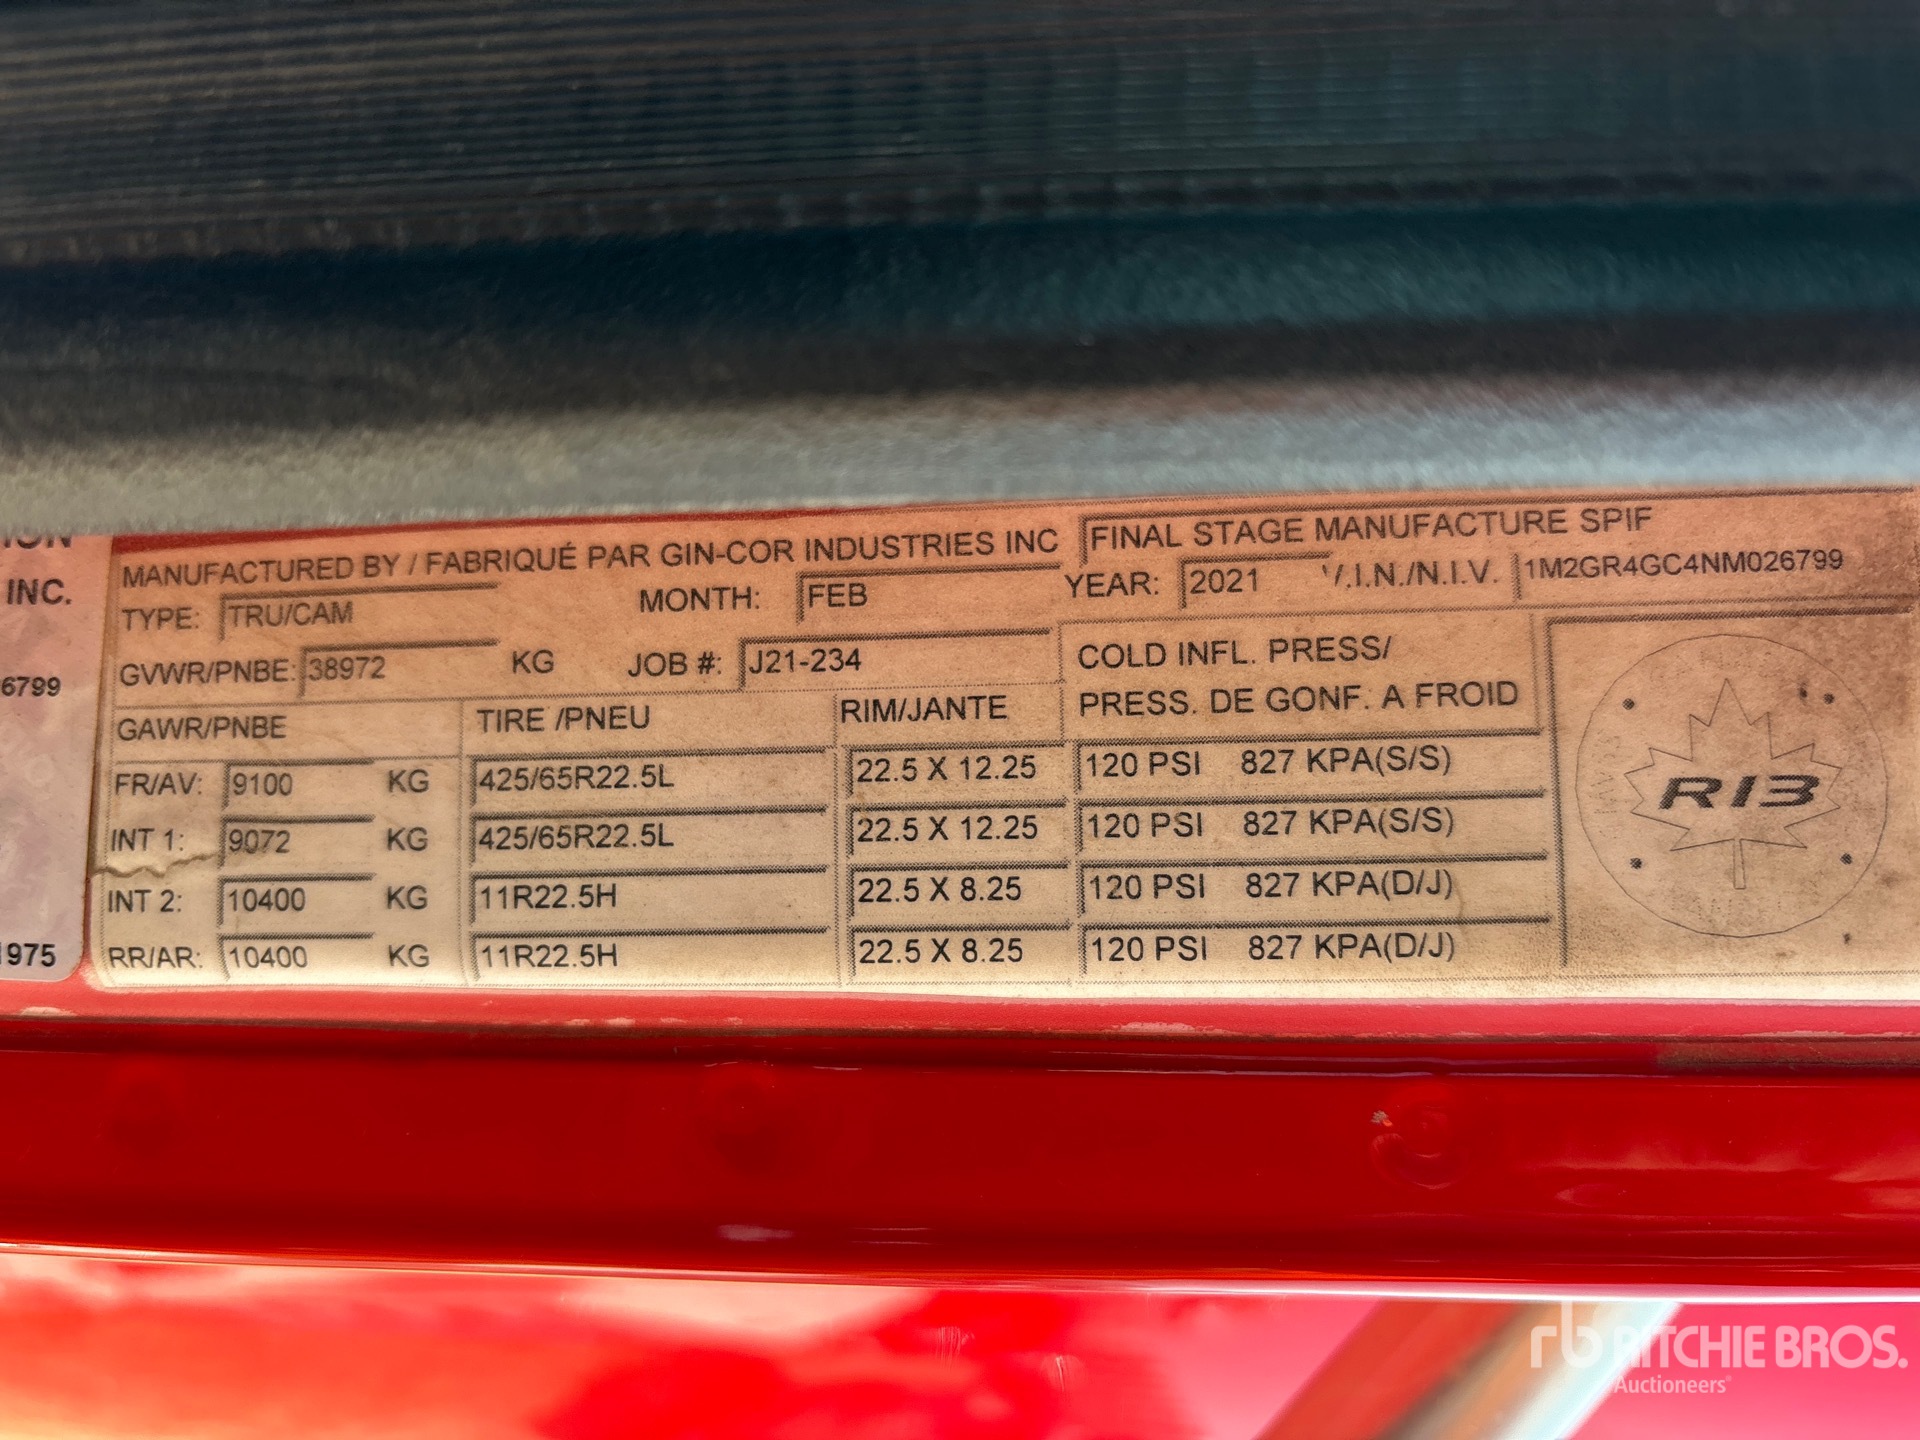 ION
INC.
6799
1975
MANUFACTURED BY / FABRIQUÉ PAR GIN-COR INDUSTRIES INC FINAL STAGE MANUFACTURE SPIF
TYPE: TRU/CAM MONTH: FEB YEAR: 2021 V.I.N./N.I.V. 1M2GR4GC4NM026799
GVWR/PNBE: 38972 KG JOB #: J21-234 COLD INFL. PRESS/
GAWR/PNBE TIRE /PNEU RIM/JANTE PRESS. DE GONF. A FROID
FR/AV: 9100 KG 425/65R22.5L 22.5 X 12.25 120 PSI 827 KPA(S/S)
INT 1: 9072 KG 425/65R22.5L 22.5 X 12.25 120 PSI 827 KPA(S/S)
INT 2: 10400 KG 11R22.5H 22.5 X 8.25 120 PSI 827 KPA(D/J)
RR/AR: 10400 KG 11R22.5H 22.5 X 8.25 120 PSI 827 KPA(D/J)
R13
rb RITCHIE BROS.
Auctioneers